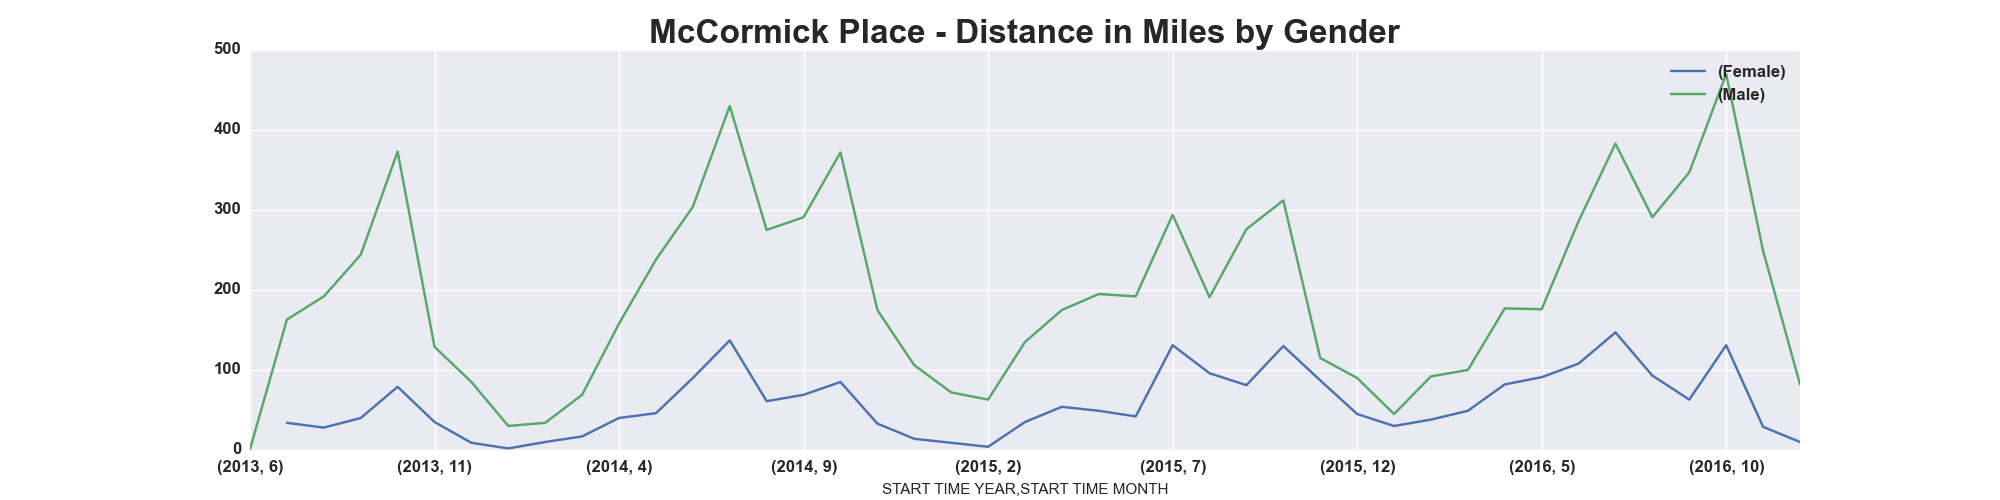 McCormick Place - Distance in Miles by Gender
500
400
300
200
100
0
(Female)
(Male)
(2013, 6) (2013, 11) (2014, 4) (2014, 9) (2015, 2) (2015, 7) (2015, 12) (2016, 5) (2016, 10)
START TIME YEAR,START TIME MONTH